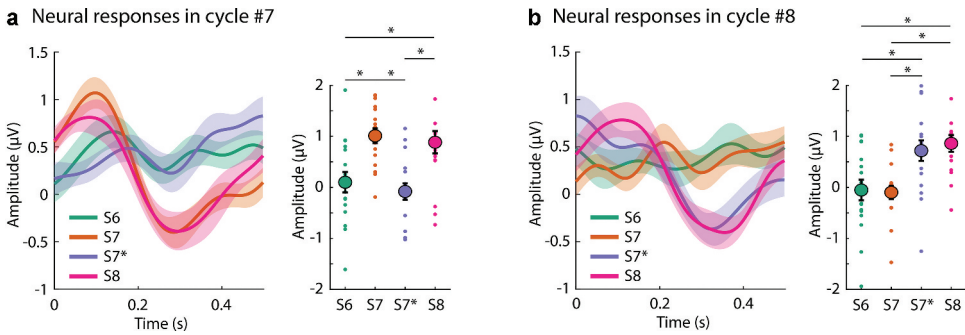 a Neural responses in cycle #7
Amplitude (µV)
1.5
1
0.5
0
-0.5
-1
S6
S7
S7*
S8
0 0.2 0.4
Time (s)
Amplitude (µV)
2
1
0
1
2
*
*
* *
S6 S7 S7* S8
b Neural responses in cycle #8
Amplitude (µV)
1.5
1
0.5
0
-0.5
-1
S6
S7
S7*
S8
0 0.2 0.4
Time (s)
Amplitude (µV)
2
1
0
1
2
*
*
*
*
S6 S7 S7* S8